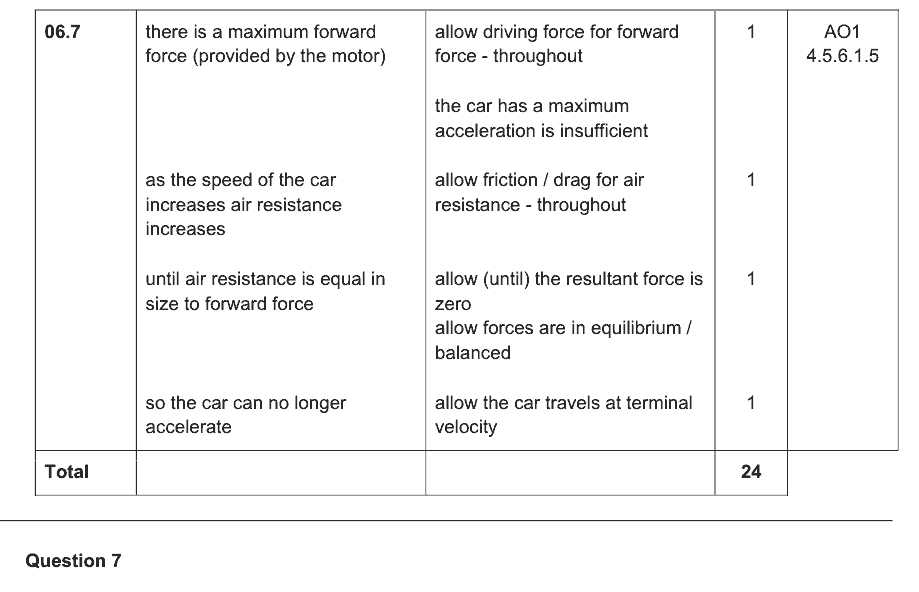 06.7
there is a maximum forward
force (provided by the motor)
allow driving force for forward
force - throughout
1
AO1
4.5.6.1.5
the car has a maximum
acceleration is insufficient
as the speed of the car
increases air resistance
increases
allow friction / drag for air
resistance - throughout
1
until air resistance is equal in
size to forward force
allow (until) the resultant force is
zero
allow forces are in equilibrium /
balanced
1
so the car can no longer
accelerate
allow the car travels at terminal
velocity
1
Total
24
Question 7